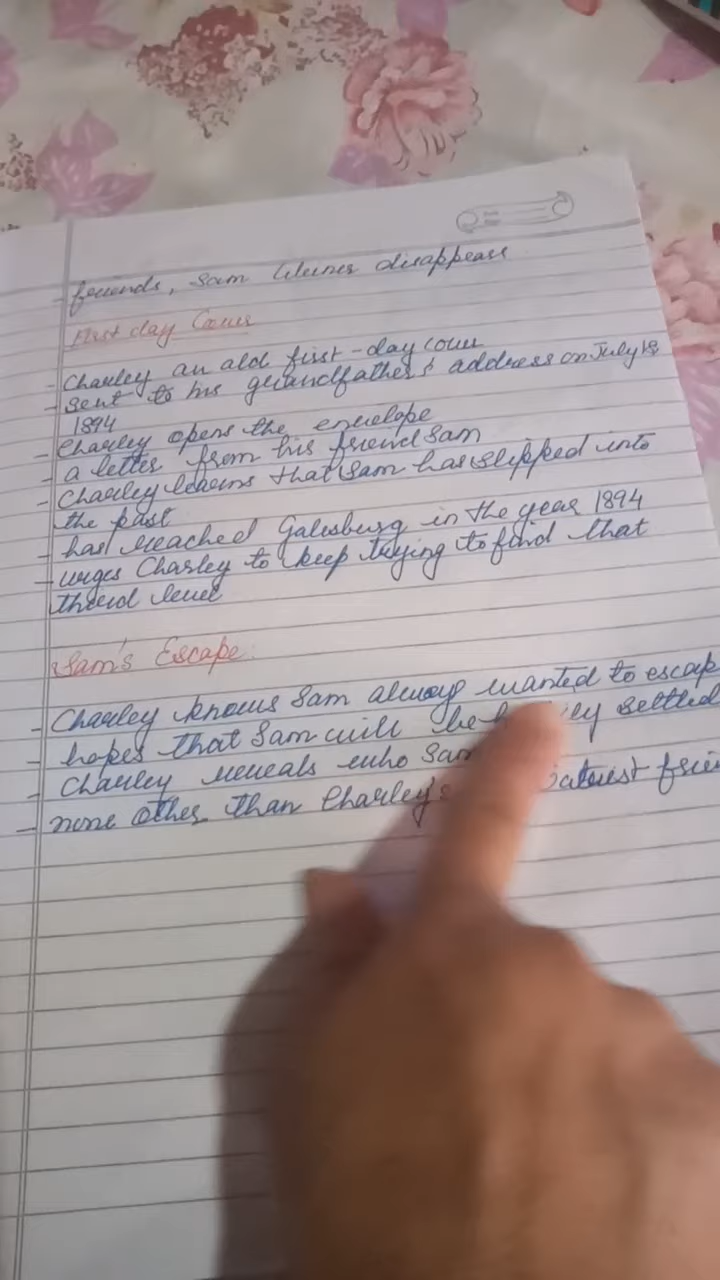 friends, Sam Weiner disappears
First day Cover
- Charley an old first-day cover
- Sent to his grandfather's address on July 18
1894
- Charley opens the envelope
- a letter from his friend Sam
- Charley learns that Sam has slipped into
the past
- has reached Galesburg in the year 1894
- urges Charley to keep trying to find that
third level
Sam's Escape:
- Charley knows Sam always wanted to escape
- hopes that Sam will be settled
- Charley reveals who Sam
- none other than Charley's